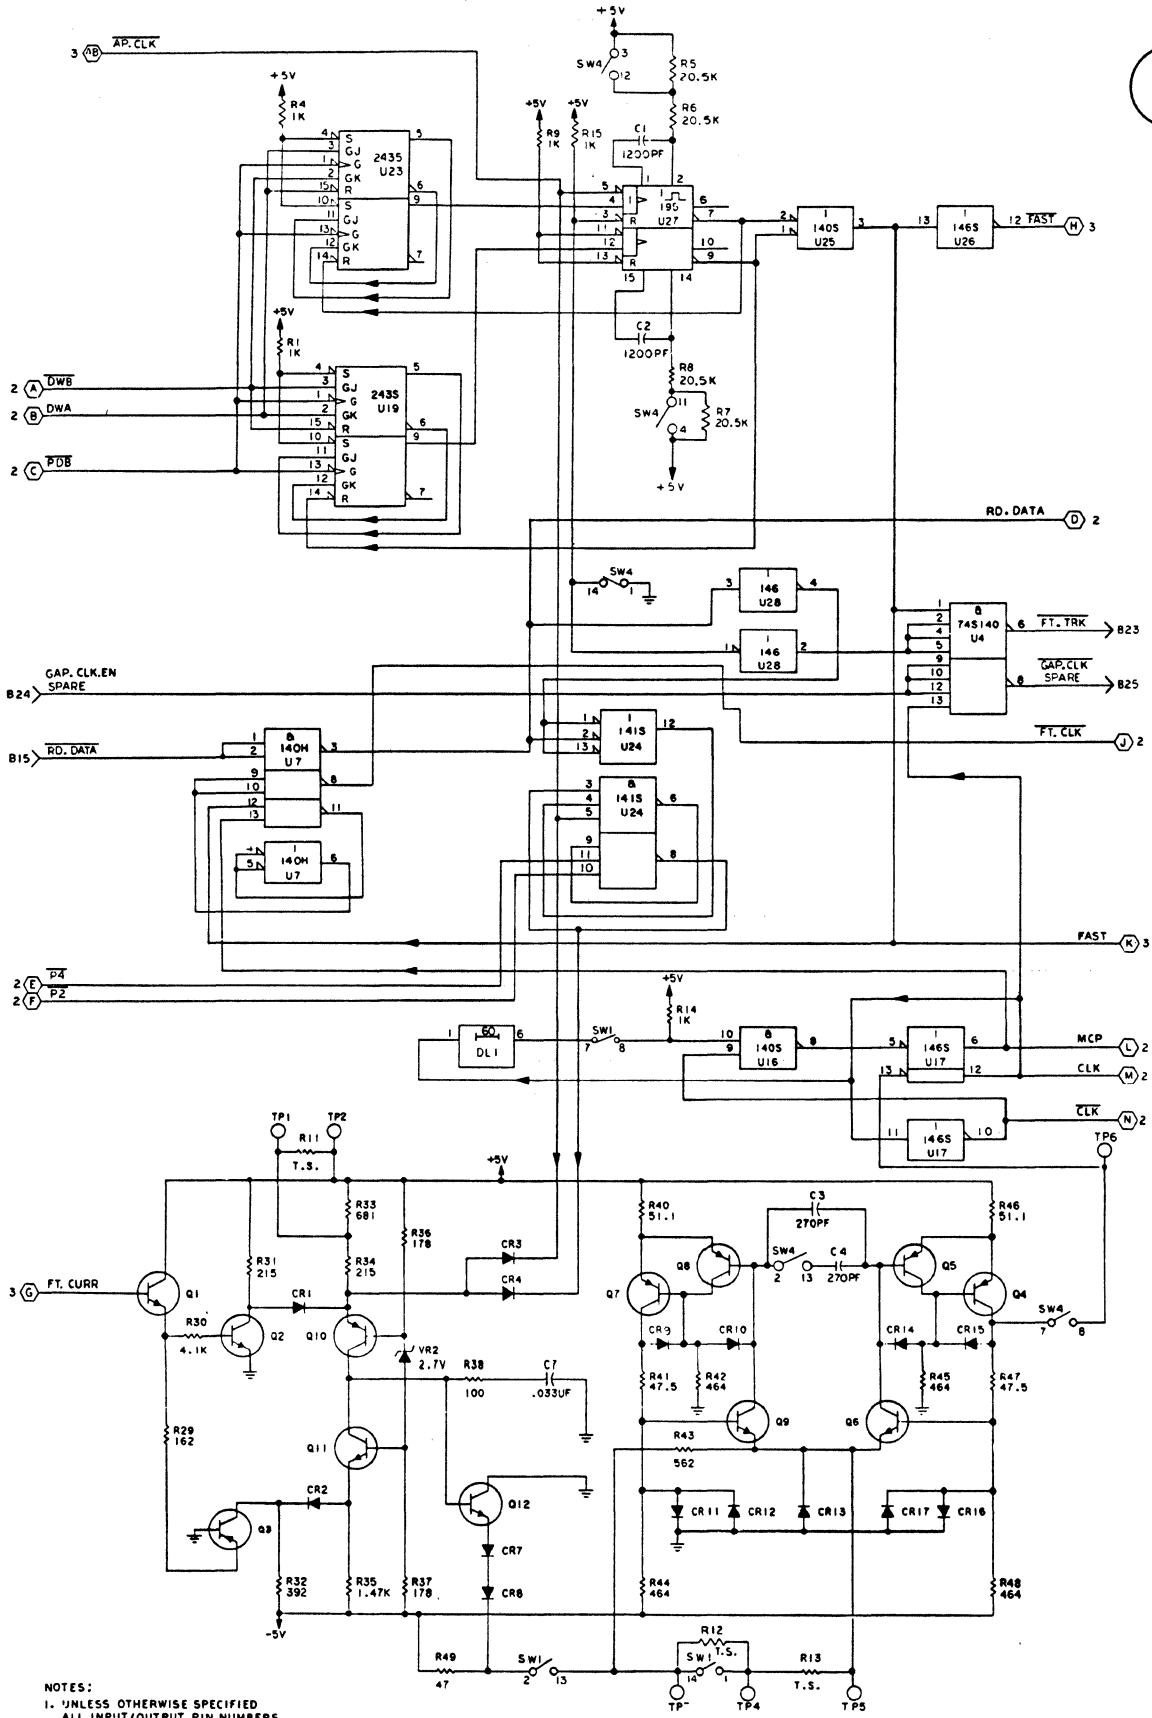 +5V
3 AB AP.CLK
SW4 3 12
R5 20.5K
R6 20.5K
+5V R4 1K
+5V R9 1K
+5V R15 1K
C1 1200PF
4 S 5
3 GJ 243S
1 G U23
2 GK
15 R 6
10 S 9
11 GJ
13 G
12 GK
14 R 7
1 2
5 1 195 6
4 U27 7
3 R
11
12 10
13 R 9
15 14
2 1 3
1 140S U25
13 1 12
146S U26
FAST H 3
+5V R1 1K
C2 1200PF
R8 20.5K
SW4 11 4
R7 20.5K
+5V
2 A DWB
2 B DWA
2 C PDB
4 S 5
3 GJ 243S
1 G U19
2 GK
15 R 6
10 S 9
11 GJ
13 G
12 GK
14 R 7
RD. DATA D 2
SW4 14 1
3 1 4
146 U28
1 1 2
146 U28
1 &
2 74S140 6
4 U4
5
9
10 8
12
13
FT. TRK B23
GAP.CLK SPARE B25
B24 GAP. CLK.EN SPARE
FT. CLK J 2
B15 RD. DATA
1 & 3
2 140H U7
9 8
10
12 11
13
4 1 6
5 140H U7
1 1 12
2 141S
13 U24
3 &
4 141S 6
5 U24
9
11 8
10
FAST K 3
2 E P4
2 F P2
+5V
R14 1K
1 60 6
DL1
SW1 7 8
10 & 8
9 140S U16
5 1 6
146S U17
13 12
11 1 10
146S U17
MCP L 2
CLK M 2
CLK N 2
TP1 TP2
R11 T.S.
+5V
TP6
R33 681
R36 178
R31 215
R34 215
CR3
CR4
R40 51.1
C3 270PF
R46 51.1
SW4 2 13
C4 270PF
Q8 Q5
3 G FT. CURR
Q1
CR1
Q7 Q4
R30 4.1K
Q2
Q10
VR2 2.7V
SW4 7 8
CR9 CR10
CR14 CR15
R38 100
C7 .033UF
R41 47.5
R42 464
R45 464
R47 47.5
R29 162
Q11
Q9 Q6
R43 562
CR2
Q12
CR11 CR12 CR13 CR17 CR16
Q3
CR7
CR8
R32 392
R35 1.47K
R37 178
R44 464
R48 464
-5V
R49 47
SW1 2 13
R12 T.S.
SW1 14 1
R13 T.S.
TP4 TP5
NOTES:
1. UNLESS OTHERWISE SPECIFIED
ALL INPUT/OUTPUT PIN NUMBERS